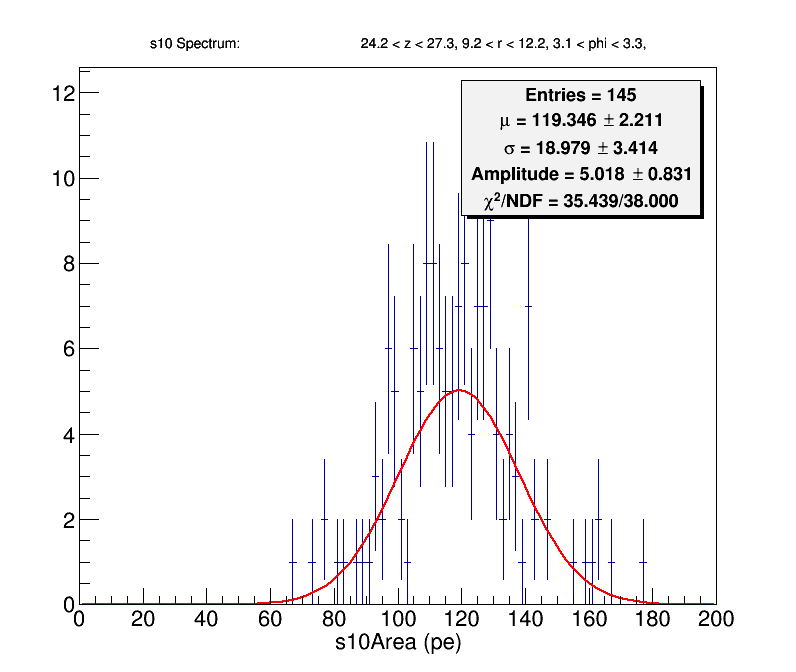 s10 Spectrum: 24.2 < z < 27.3, 9.2 < r < 12.2, 3.1 < phi < 3.3,
Entries = 145
μ = 119.346 ± 2.211
σ = 18.979 ± 3.414
Amplitude = 5.018 ± 0.831
χ²/NDF = 35.439/38.000
12
10
8
6
4
2
0
0 20 40 60 80 100 120 140 160 180 200
s10Area (pe)